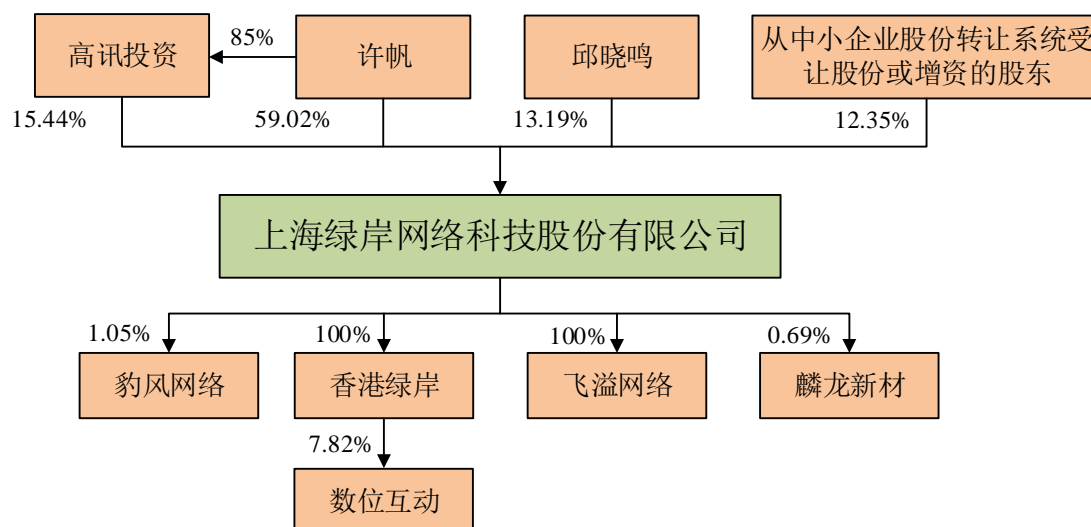 高讯投资
85%
许帆
邱晓鸣
从中小企业股份转让系统受
让股份或增资的股东
15.44%
59.02%
13.19%
12.35%
上海绿岸网络科技股份有限公司
1.05%
100%
100%
0.69%
豹风网络
香港绿岸
飞溢网络
麟龙新材
7.82%
数位互动